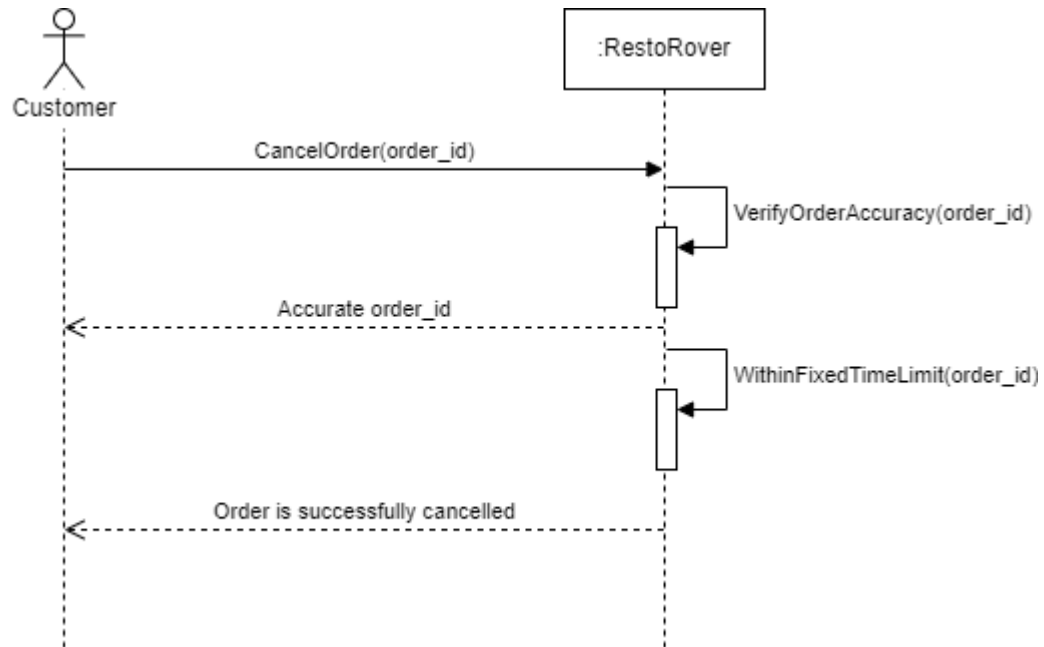 :RestoRover
Customer
CancelOrder(order_id)
VerifyOrderAccuracy(order_id)
Accurate order_id
WithinFixedTimeLimit(order_id)
Order is successfully cancelled